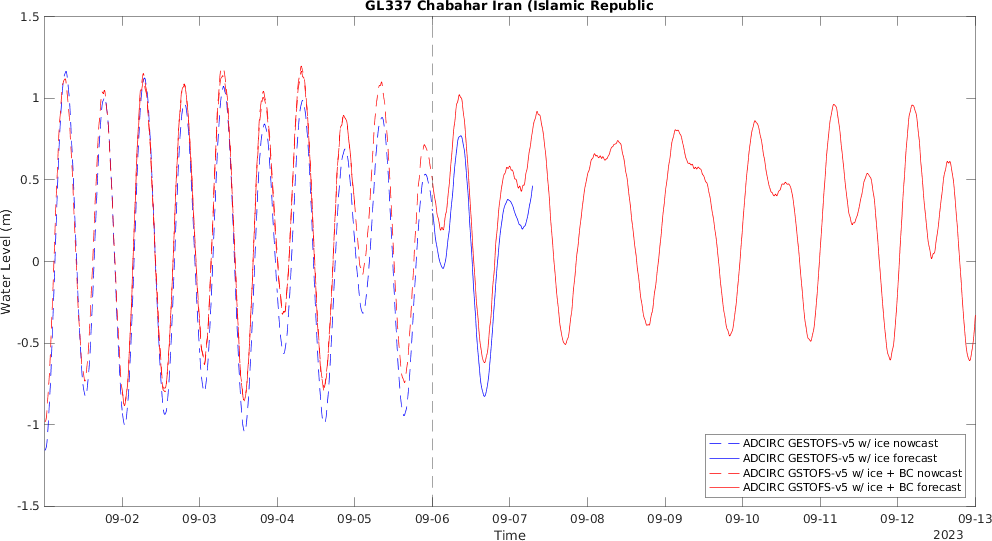 GL337 Chabahar Iran (Islamic Republic
1.5
1
0.5
0
-0.5
-1
-1.5
Water Level (m)
09-02 09-03 09-04 09-05 09-06 09-07 09-08 09-09 09-10 09-11 09-12 09-13
Time
2023
ADCIRC GESTOFS-v5 w/ ice nowcast
ADCIRC GESTOFS-v5 w/ ice forecast
ADCIRC GSTOFS-v5 w/ ice + BC nowcast
ADCIRC GSTOFS-v5 w/ ice + BC forecast